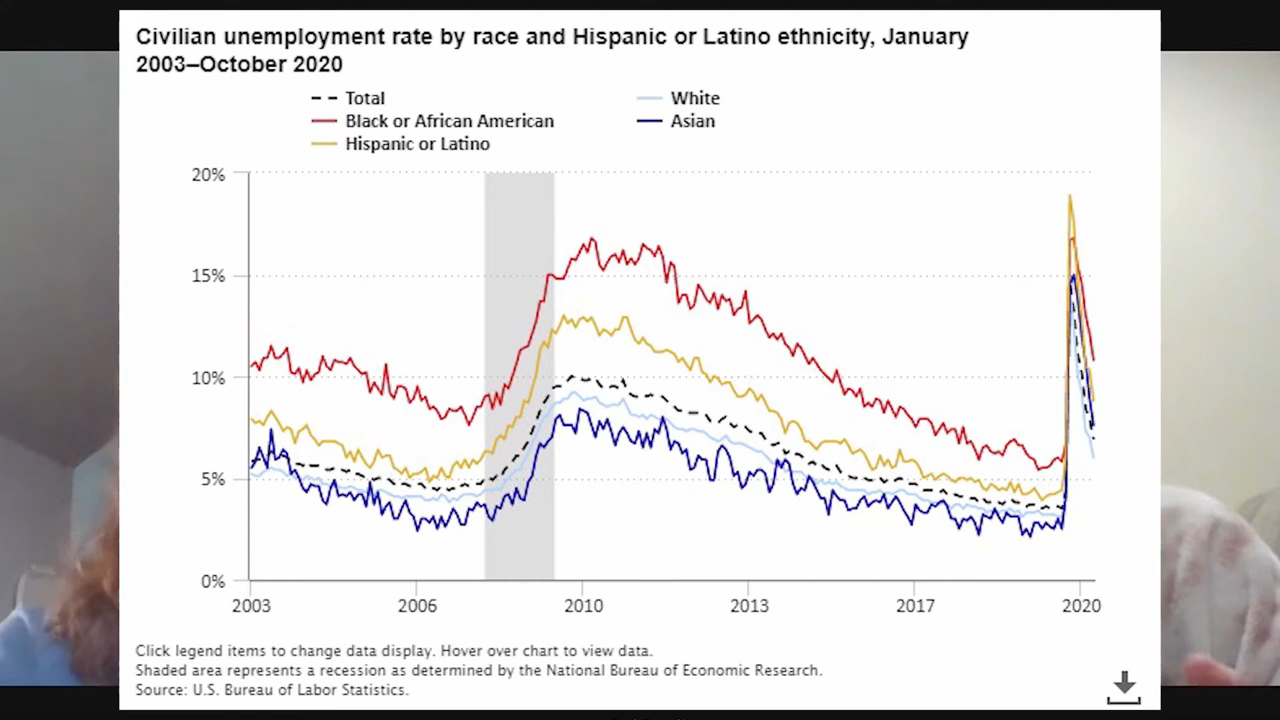 Civilian unemployment rate by race and Hispanic or Latino ethnicity, January
2003–October 2020
Total
White
Black or African American
Asian
Hispanic or Latino
20%
15%
10%
5%
0%
2003 2006 2010 2013 2017 2020
Click legend items to change data display. Hover over chart to view data.
Shaded area represents a recession as determined by the National Bureau of Economic Research.
Source: U.S. Bureau of Labor Statistics.